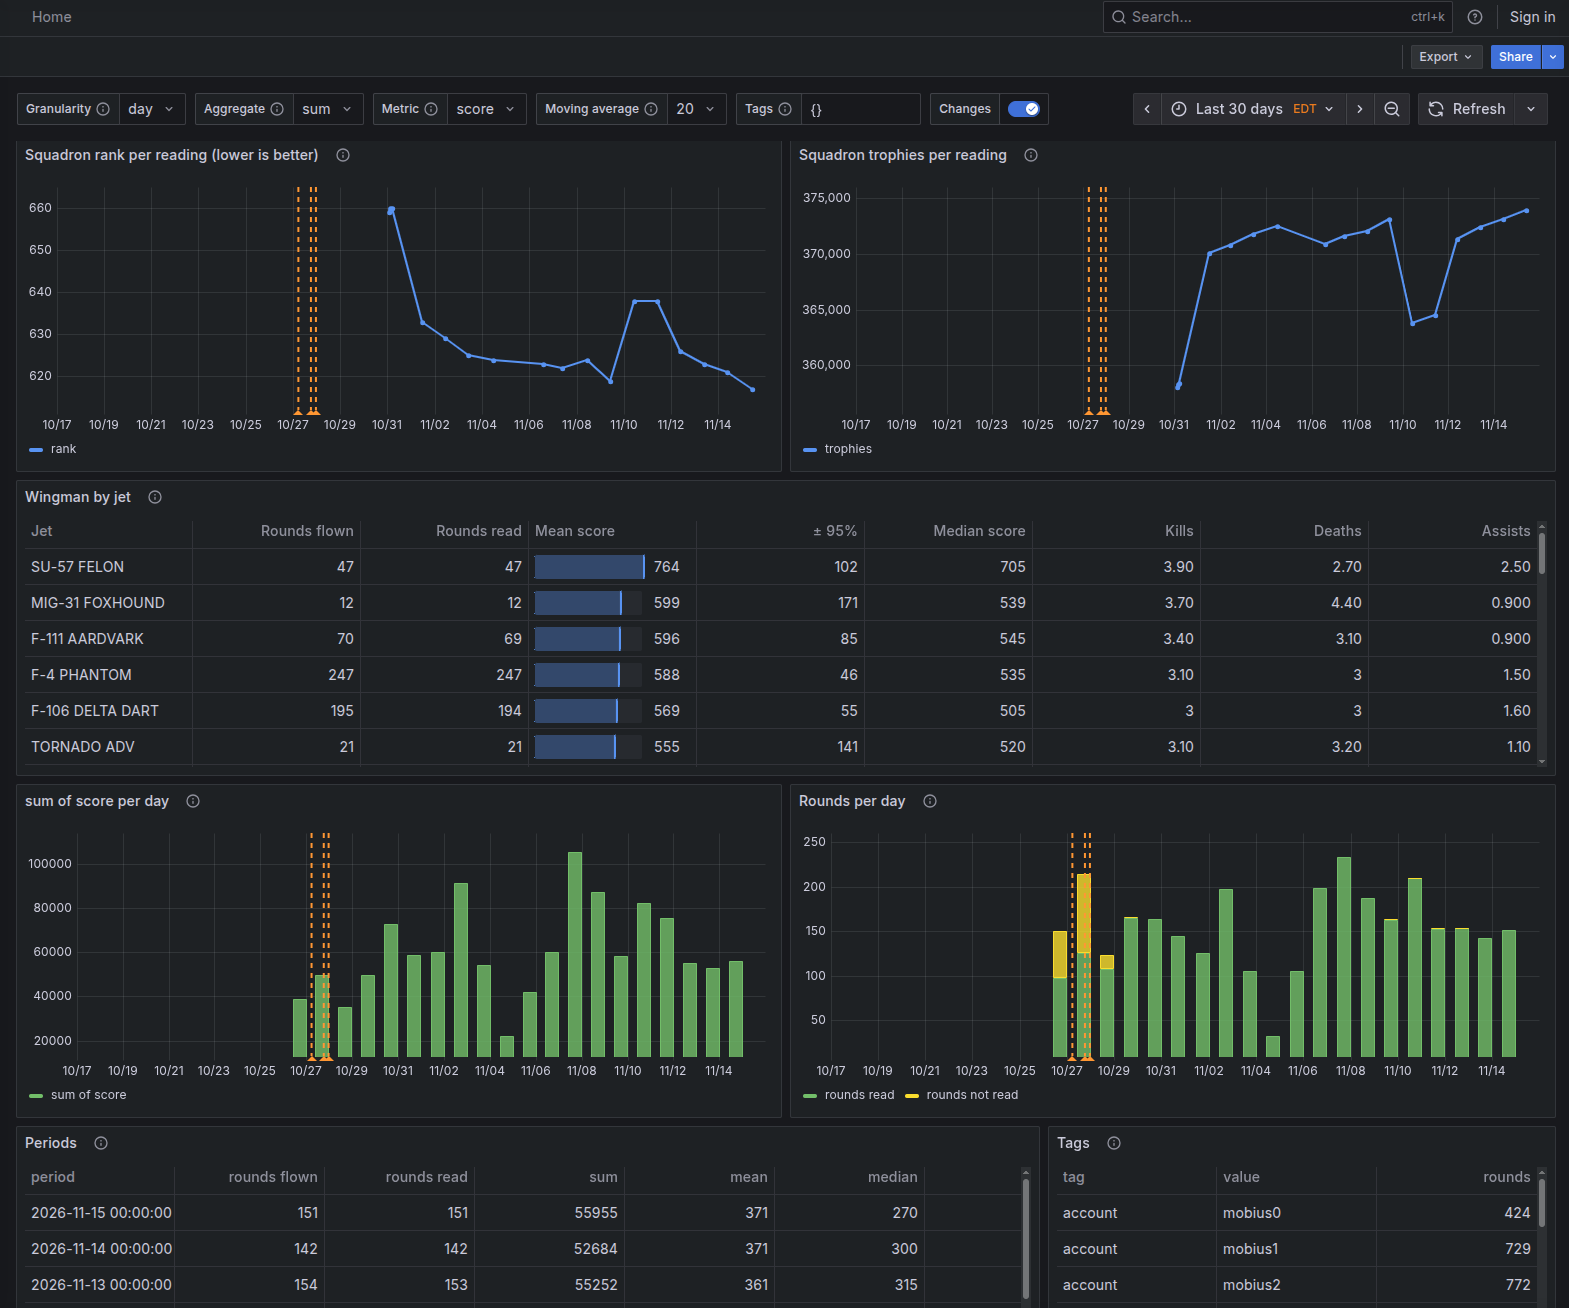 Home
Search...
ctrl+k
Sign in
Export
Share
Granularity
day
Aggregate
sum
Metric
score
Moving average
20
Tags
{}
Changes
Last 30 days
EDT
Refresh
Squadron rank per reading (lower is better)
660
650
640
630
620
10/17 10/19 10/21 10/23 10/25 10/27 10/29 10/31 11/02 11/04 11/06 11/08 11/10 11/12 11/14
rank
Squadron trophies per reading
375,000
370,000
365,000
360,000
10/17 10/19 10/21 10/23 10/25 10/27 10/29 10/31 11/02 11/04 11/06 11/08 11/10 11/12 11/14
trophies
Wingman by jet
Jet Rounds flown Rounds read Mean score ± 95% Median score Kills Deaths Assists
SU-57 FELON 47 47 764 102 705 3.90 2.70 2.50
MIG-31 FOXHOUND 12 12 599 171 539 3.70 4.40 0.900
F-111 AARDVARK 70 69 596 85 545 3.40 3.10 0.900
F-4 PHANTOM 247 247 588 46 535 3.10 3 1.50
F-106 DELTA DART 195 194 569 55 505 3 3 1.60
TORNADO ADV 21 21 555 141 520 3.10 3.20 1.10
sum of score per day
100000
80000
60000
40000
20000
10/17 10/19 10/21 10/23 10/25 10/27 10/29 10/31 11/02 11/04 11/06 11/08 11/10 11/12 11/14
sum of score
Rounds per day
250
200
150
100
50
10/17 10/19 10/21 10/23 10/25 10/27 10/29 10/31 11/02 11/04 11/06 11/08 11/10 11/12 11/14
rounds read rounds not read
Periods
period rounds flown rounds read sum mean median
2026-11-15 00:00:00 151 151 55955 371 270
2026-11-14 00:00:00 142 142 52684 371 300
2026-11-13 00:00:00 154 153 55252 361 315
Tags
tag value rounds
account mobius0 424
account mobius1 729
account mobius2 772